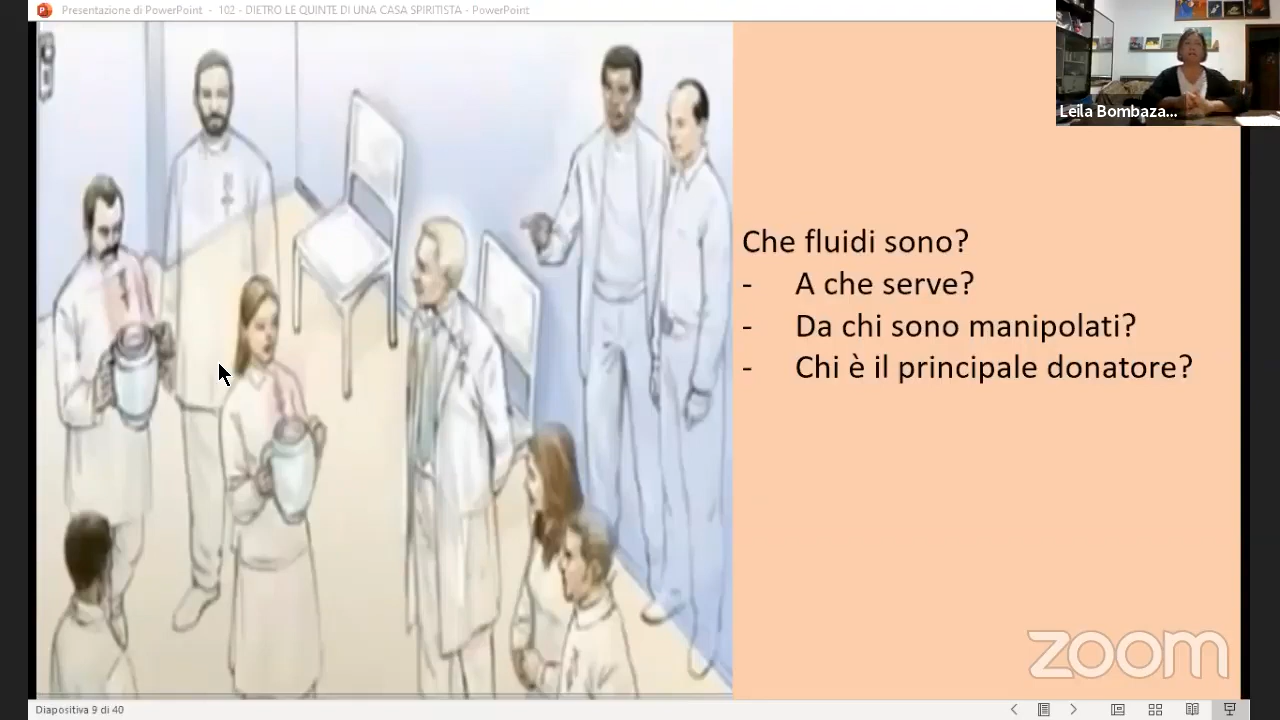 Presentazione di PowerPoint - 102 - DIETRO LE QUINTE DI UNA CASA SPIRITISTA - PowerPoint
Leila Bombaza...
Che fluidi sono?
- A che serve?
- Da chi sono manipolati?
- Chi è il principale donatore?
zoom
Diapositiva 9 di 40